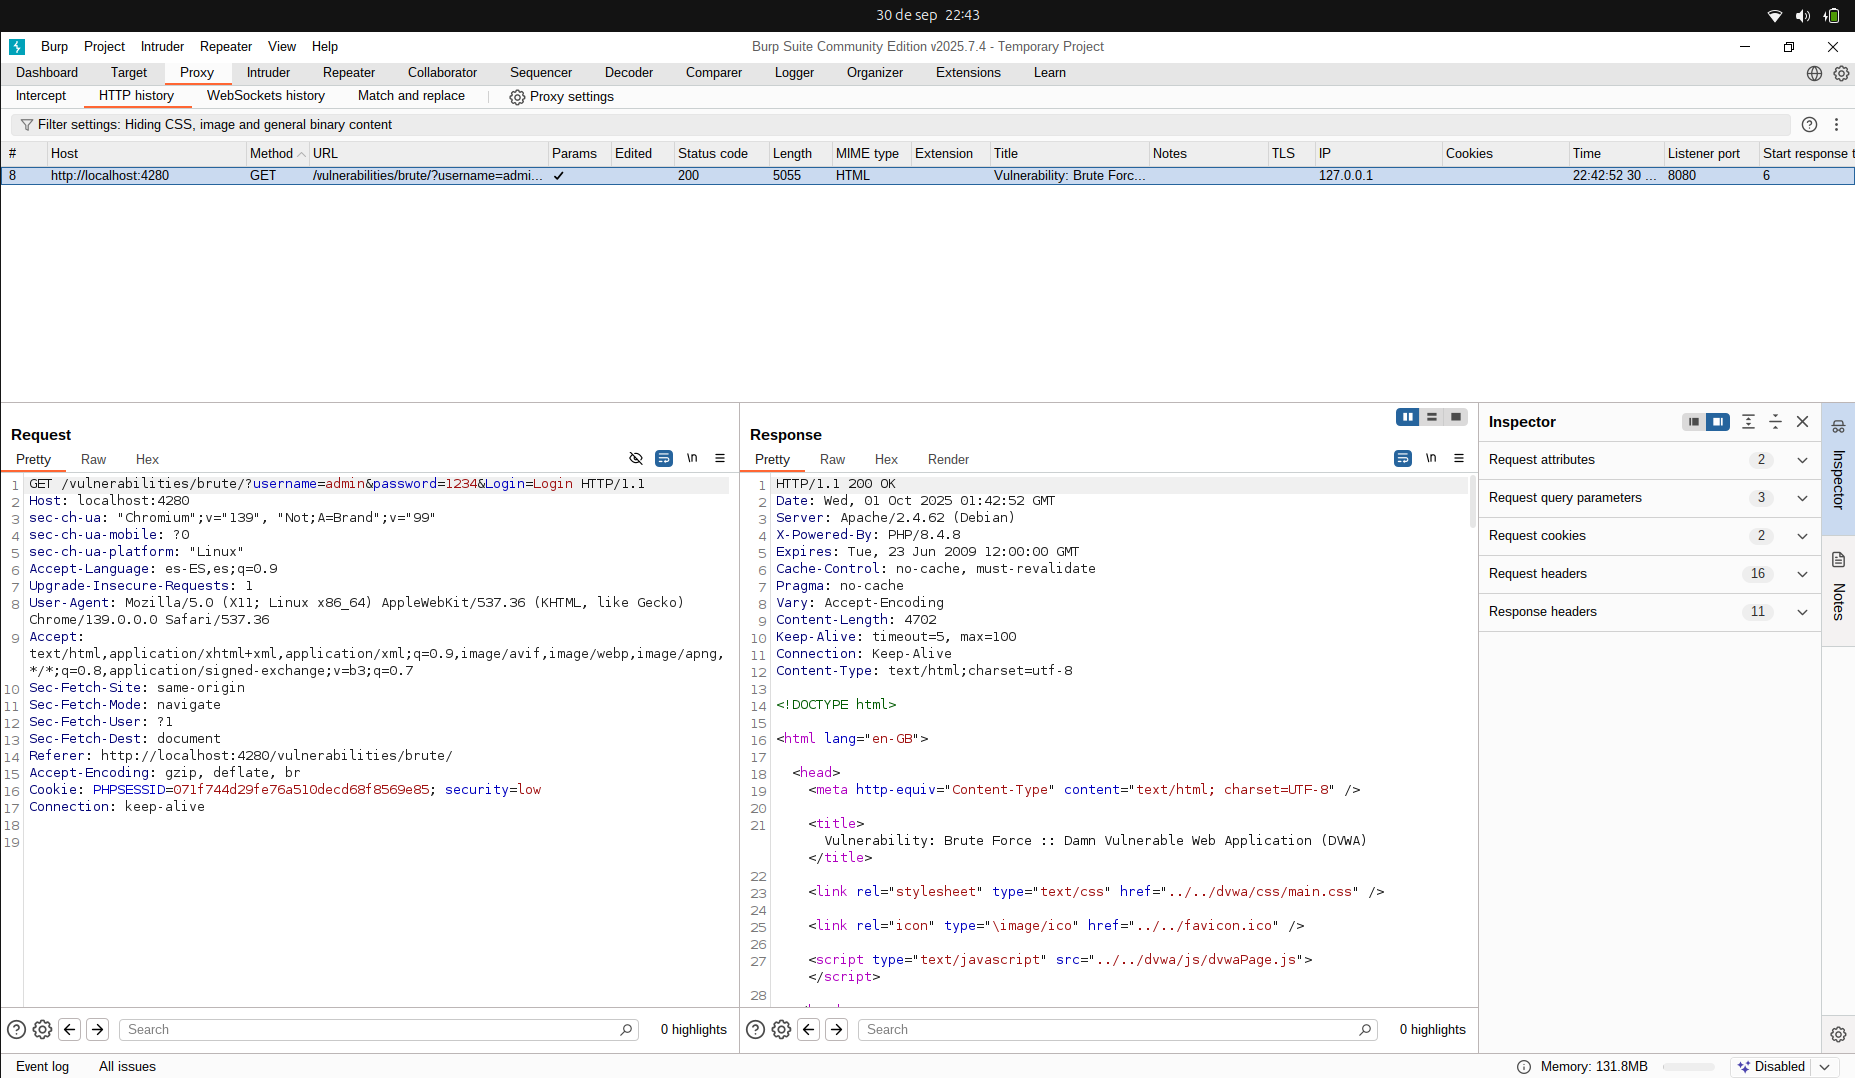 30 de sep 22:43
Burp Project Intruder Repeater View Help
Burp Suite Community Edition v2025.7.4 - Temporary Project
Dashboard Target Proxy Intruder Repeater Collaborator Sequencer Decoder Comparer Logger Organizer Extensions Learn
Intercept HTTP history WebSockets history Match and replace Proxy settings
Filter settings: Hiding CSS, image and general binary content
# Host Method URL Params Edited Status code Length MIME type Extension Title Notes TLS IP Cookies Time Listener port Start response t
8 http://localhost:4280 GET /vulnerabilities/brute/?username=admi... ✓ 200 5055 HTML Vulnerability: Brute Forc... 127.0.0.1 22:42:52 30 ... 8080 6
Request
Pretty Raw Hex \n
1 GET /vulnerabilities/brute/?username=admin&password=1234&Login=Login HTTP/1.1
2 Host: localhost:4280
3 sec-ch-ua: "Chromium";v="139", "Not;A=Brand";v="99"
4 sec-ch-ua-mobile: ?0
5 sec-ch-ua-platform: "Linux"
6 Accept-Language: es-ES,es;q=0.9
7 Upgrade-Insecure-Requests: 1
8 User-Agent: Mozilla/5.0 (X11; Linux x86_64) AppleWebKit/537.36 (KHTML, like Gecko)
Chrome/139.0.0.0 Safari/537.36
9 Accept:
text/html,application/xhtml+xml,application/xml;q=0.9,image/avif,image/webp,image/apng,
*/*;q=0.8,application/signed-exchange;v=b3;q=0.7
10 Sec-Fetch-Site: same-origin
11 Sec-Fetch-Mode: navigate
12 Sec-Fetch-User: ?1
13 Sec-Fetch-Dest: document
14 Referer: http://localhost:4280/vulnerabilities/brute/
15 Accept-Encoding: gzip, deflate, br
16 Cookie: PHPSESSID=071f744d29fe76a510decd68f8569e85; security=low
17 Connection: keep-alive
18
19
Search 0 highlights
Response
Pretty Raw Hex Render \n
1 HTTP/1.1 200 OK
2 Date: Wed, 01 Oct 2025 01:42:52 GMT
3 Server: Apache/2.4.62 (Debian)
4 X-Powered-By: PHP/8.4.8
5 Expires: Tue, 23 Jun 2009 12:00:00 GMT
6 Cache-Control: no-cache, must-revalidate
7 Pragma: no-cache
8 Vary: Accept-Encoding
9 Content-Length: 4702
10 Keep-Alive: timeout=5, max=100
11 Connection: Keep-Alive
12 Content-Type: text/html;charset=utf-8
13
14 <!DOCTYPE html>
15
16 <html lang="en-GB">
17
18 <head>
19 <meta http-equiv="Content-Type" content="text/html; charset=UTF-8" />
20
21 <title>
Vulnerability: Brute Force :: Damn Vulnerable Web Application (DVWA)
</title>
22
23 <link rel="stylesheet" type="text/css" href="../../dvwa/css/main.css" />
24
25 <link rel="icon" type="\image/ico" href="../../favicon.ico" />
26
27 <script type="text/javascript" src="../../dvwa/js/dvwaPage.js">
</script>
28
Search 0 highlights
Inspector
Request attributes 2
Request query parameters 3
Request cookies 2
Request headers 16
Response headers 11
Inspector
Notes
Event log All issues
Memory: 131.8MB Disabled